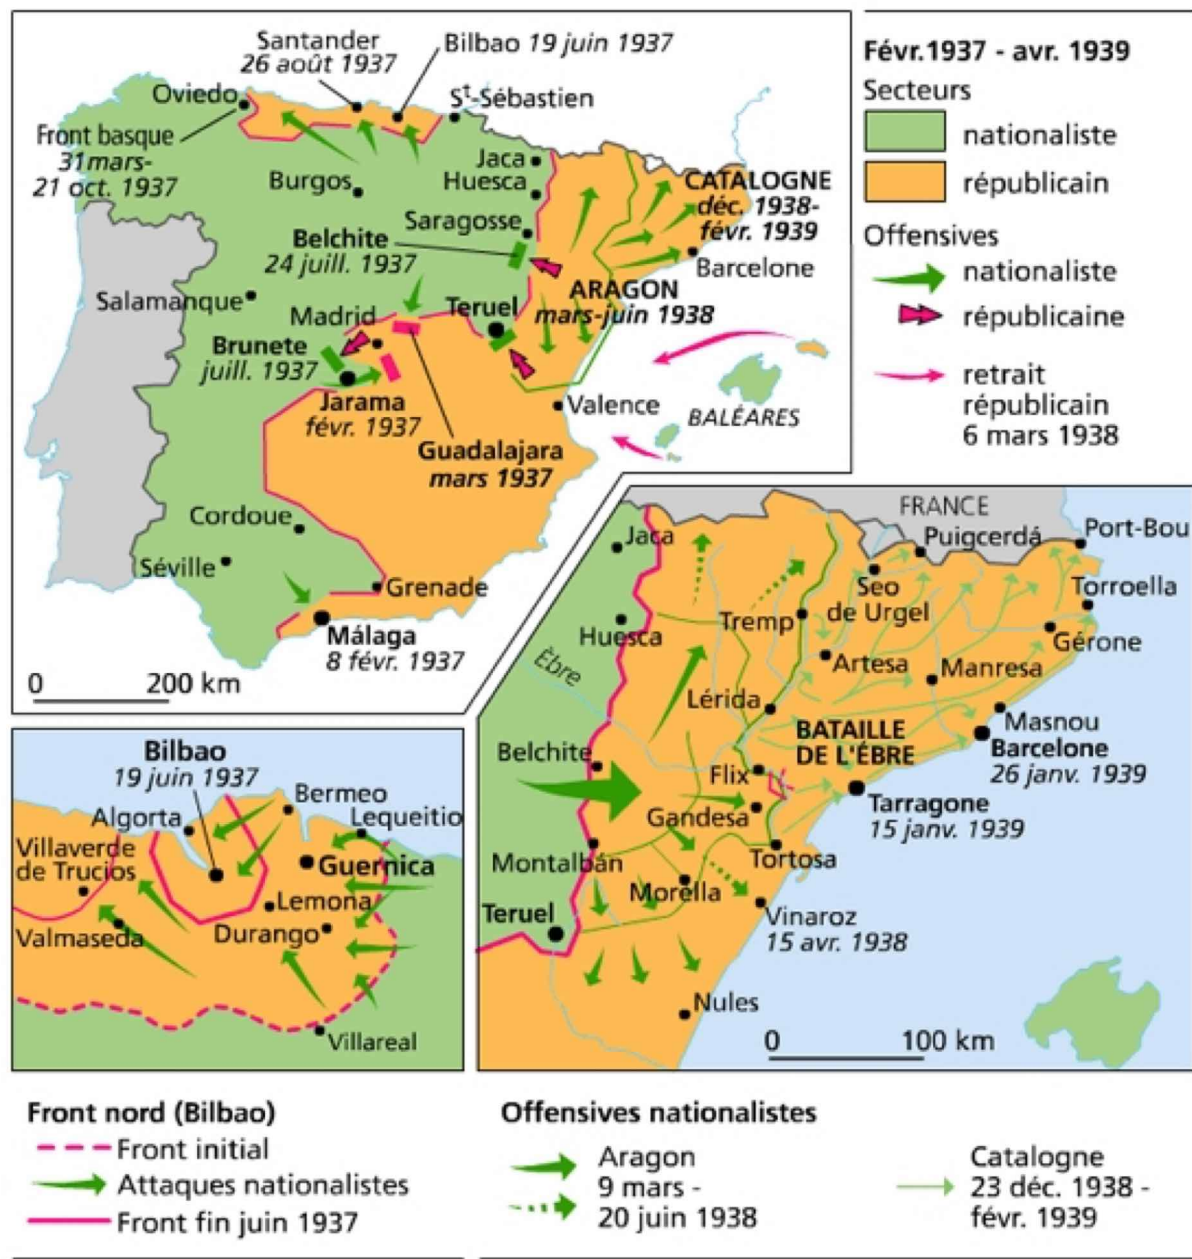 Santander
26 août 1937
Bilbao 19 juin 1937
Oviedo
St-Sébastien
Front basque
31mars-
21 oct. 1937
Jaca
Burgos
Huesca
CATALOGNE
déc. 1938-
févr. 1939
Saragosse
Belchite
24 juill. 1937
Barcelone
Salamanque
ARAGON
mars-juin 1938
Madrid
Teruel
Brunete
juill. 1937
Jarama
févr. 1937
Valence
BALÉARES
Guadalajara
mars 1937
Cordoue
Séville
Grenade
Málaga
8 févr. 1937
0 200 km
Févr.1937 - avr. 1939
Secteurs
nationaliste
républicain
Offensives
nationaliste
républicaine
retrait
républicain
6 mars 1938
FRANCE
Jaca
Puigcerdá
Port-Bou
Seo
de Urgel
Torroella
Huesca
Tremp
Gérone
Èbre
Artesa
Manresa
Lérida
Masnou
BATAILLE
DE L'ÉBRE
Barcelone
26 janv. 1939
Belchite
Flix
Gandesa
Tarragone
15 janv. 1939
Montalbán
Tortosa
Morella
Teruel
Vinaroz
15 avr. 1938
Nules
0 100 km
Bilbao
19 juin 1937
Bermeo
Algorta
Lequeitio
Villaverde
de Trucios
Guernica
Lemona
Valmaseda
Durango
Villareal
Front nord (Bilbao)
Front initial
Attaques nationalistes
Front fin juin 1937
Offensives nationalistes
Aragon
9 mars -
20 juin 1938
Catalogne
23 déc. 1938 -
févr. 1939